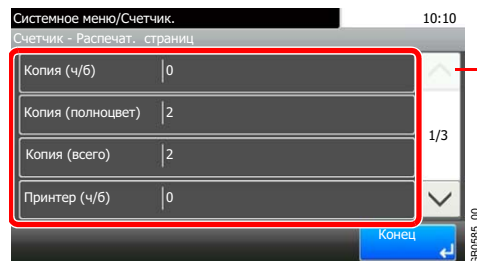 Системное меню/Счетчик. 10:10
Счетчик - Распечат. страниц
Копия (ч/б) 0
Копия (полноцвет) 2
1/3
Копия (всего) 2
Принтер (ч/б) 0
Конец
GB0585_00